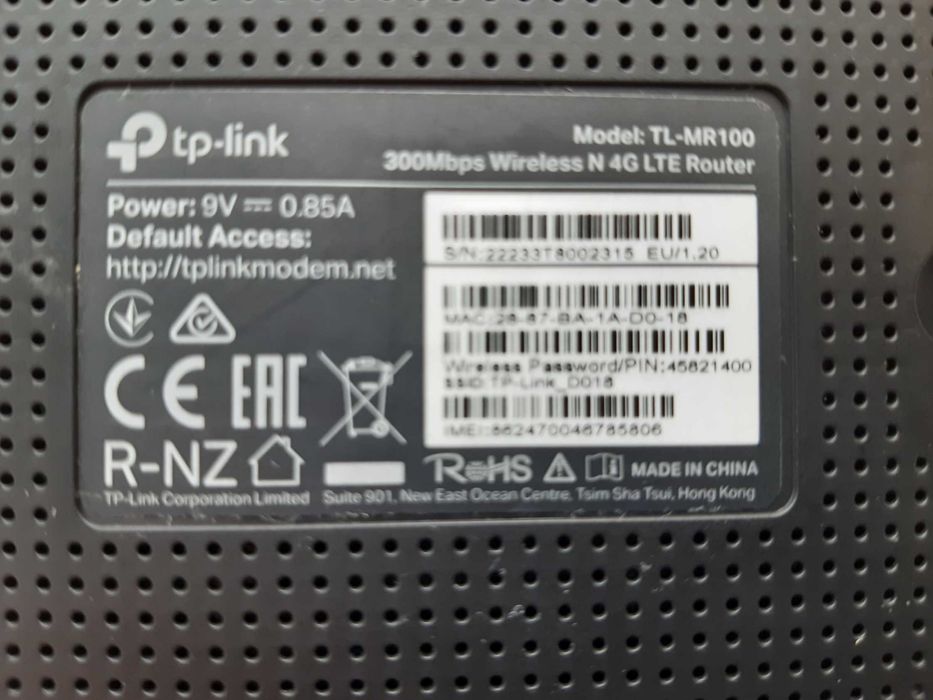 tp-link
Model: TL-MR100
300Mbps Wireless N 4G LTE Router
Power: 9V ⎓ 0.85A
Default Access:
http://tplinkmodem.net
S/N:22233T8002315 EU/1.20
MAC:28-87-BA-1A-D0-18
Wireless Password/PIN:45821400
SSID:TP-Link_D018
IMEI:862470046785806
CE EAC
R-NZ
RoHS
MADE IN CHINA
TP-Link Corporation Limited Suite 901, New East Ocean Centre, Tsim Sha Tsui, Hong Kong